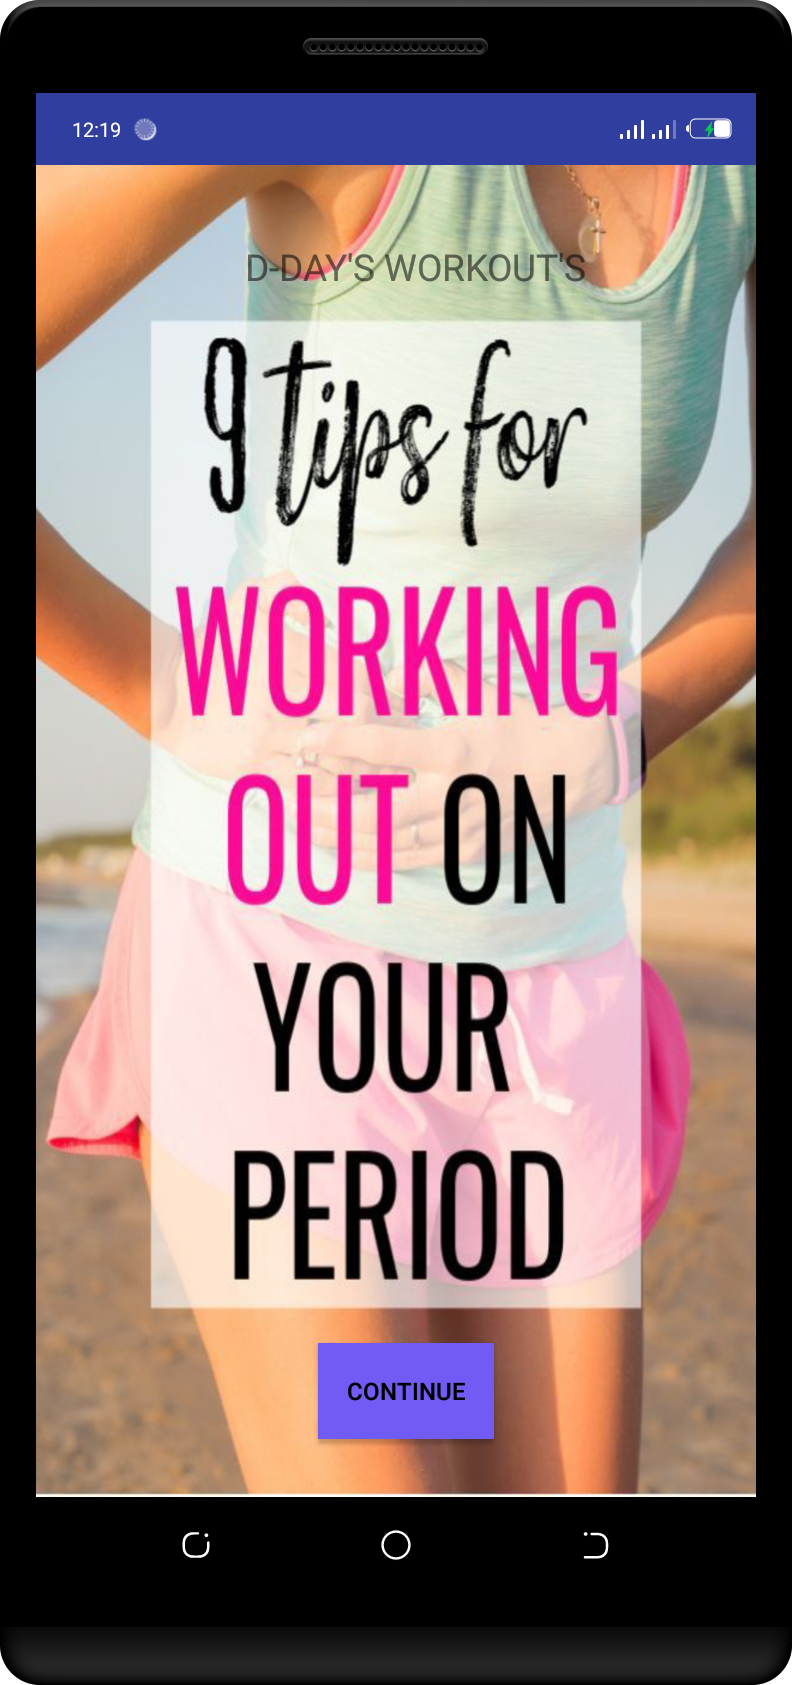 12:19
D-DAY'S WORKOUT'S
9 tips for
WORKING
OUT ON
YOUR
PERIOD
CONTINUE